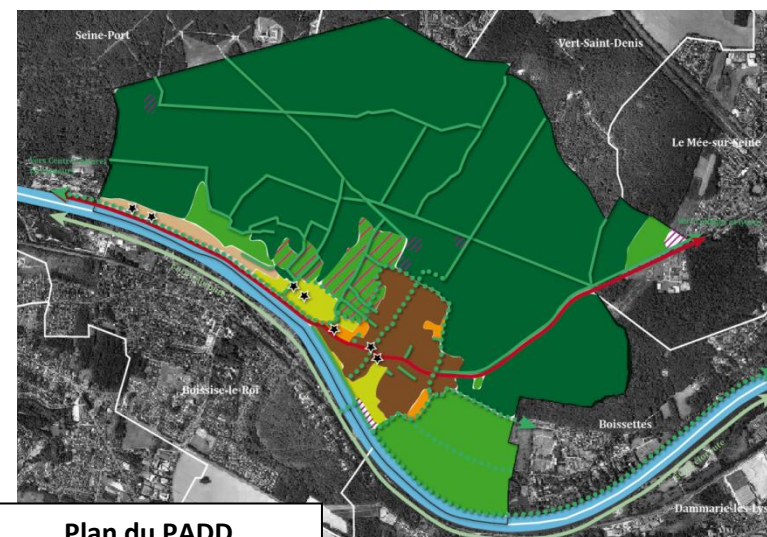 Seine-Port
Vert-Saint-Denis
Le Mée-sur-Seine
Boissise-le-Roi
Boissettes
Dammarie-les-Lys
Plan du PADD